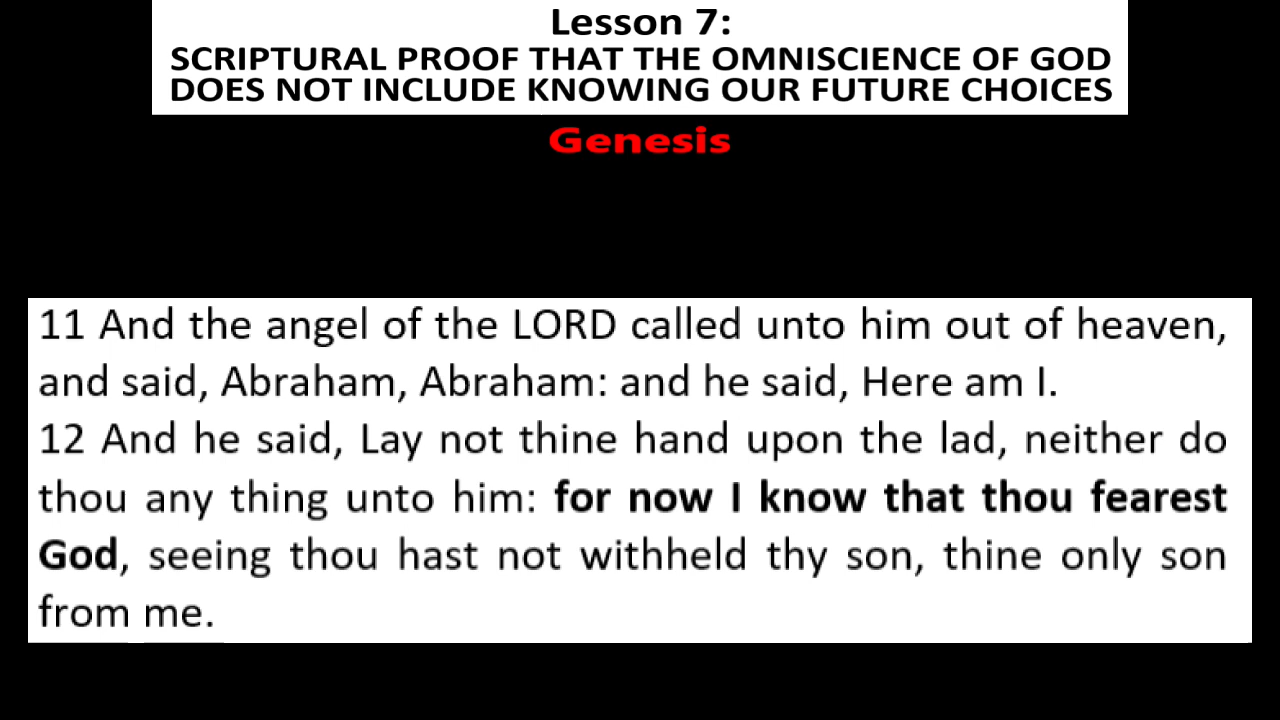 Lesson 7:
SCRIPTURAL PROOF THAT THE OMNISCIENCE OF GOD
DOES NOT INCLUDE KNOWING OUR FUTURE CHOICES
Genesis
11 And the angel of the LORD called unto him out of heaven,
and said, Abraham, Abraham: and he said, Here am I.
12 And he said, Lay not thine hand upon the lad, neither do
thou any thing unto him: for now I know that thou fearest
God, seeing thou hast not withheld thy son, thine only son
from me.